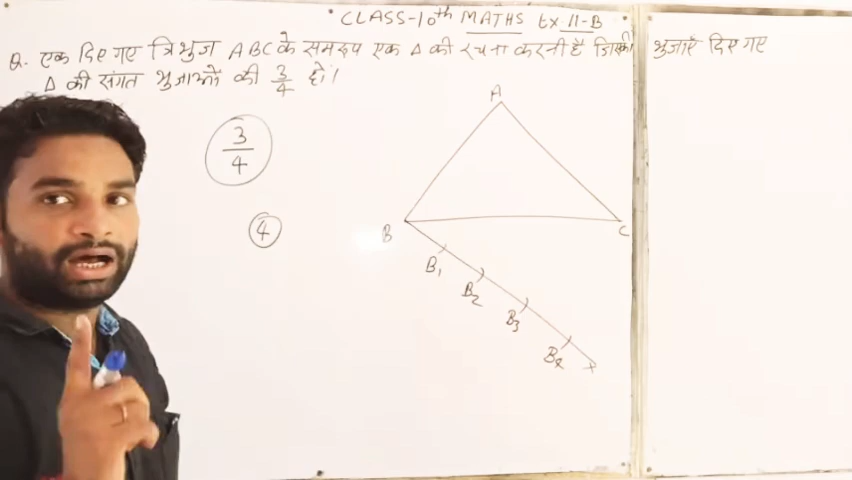 CLASS-10th MATHS Ex. 11-B
Q. एक दिए गए त्रिभुज ABC के समरूप एक Δ की रचना करनी है जिसकी भुजाएँ दिए गए
Δ की संगत भुजाओं की 3/4 हो।
3/4
4
A
B
C
B1
B2
B3
B4
X